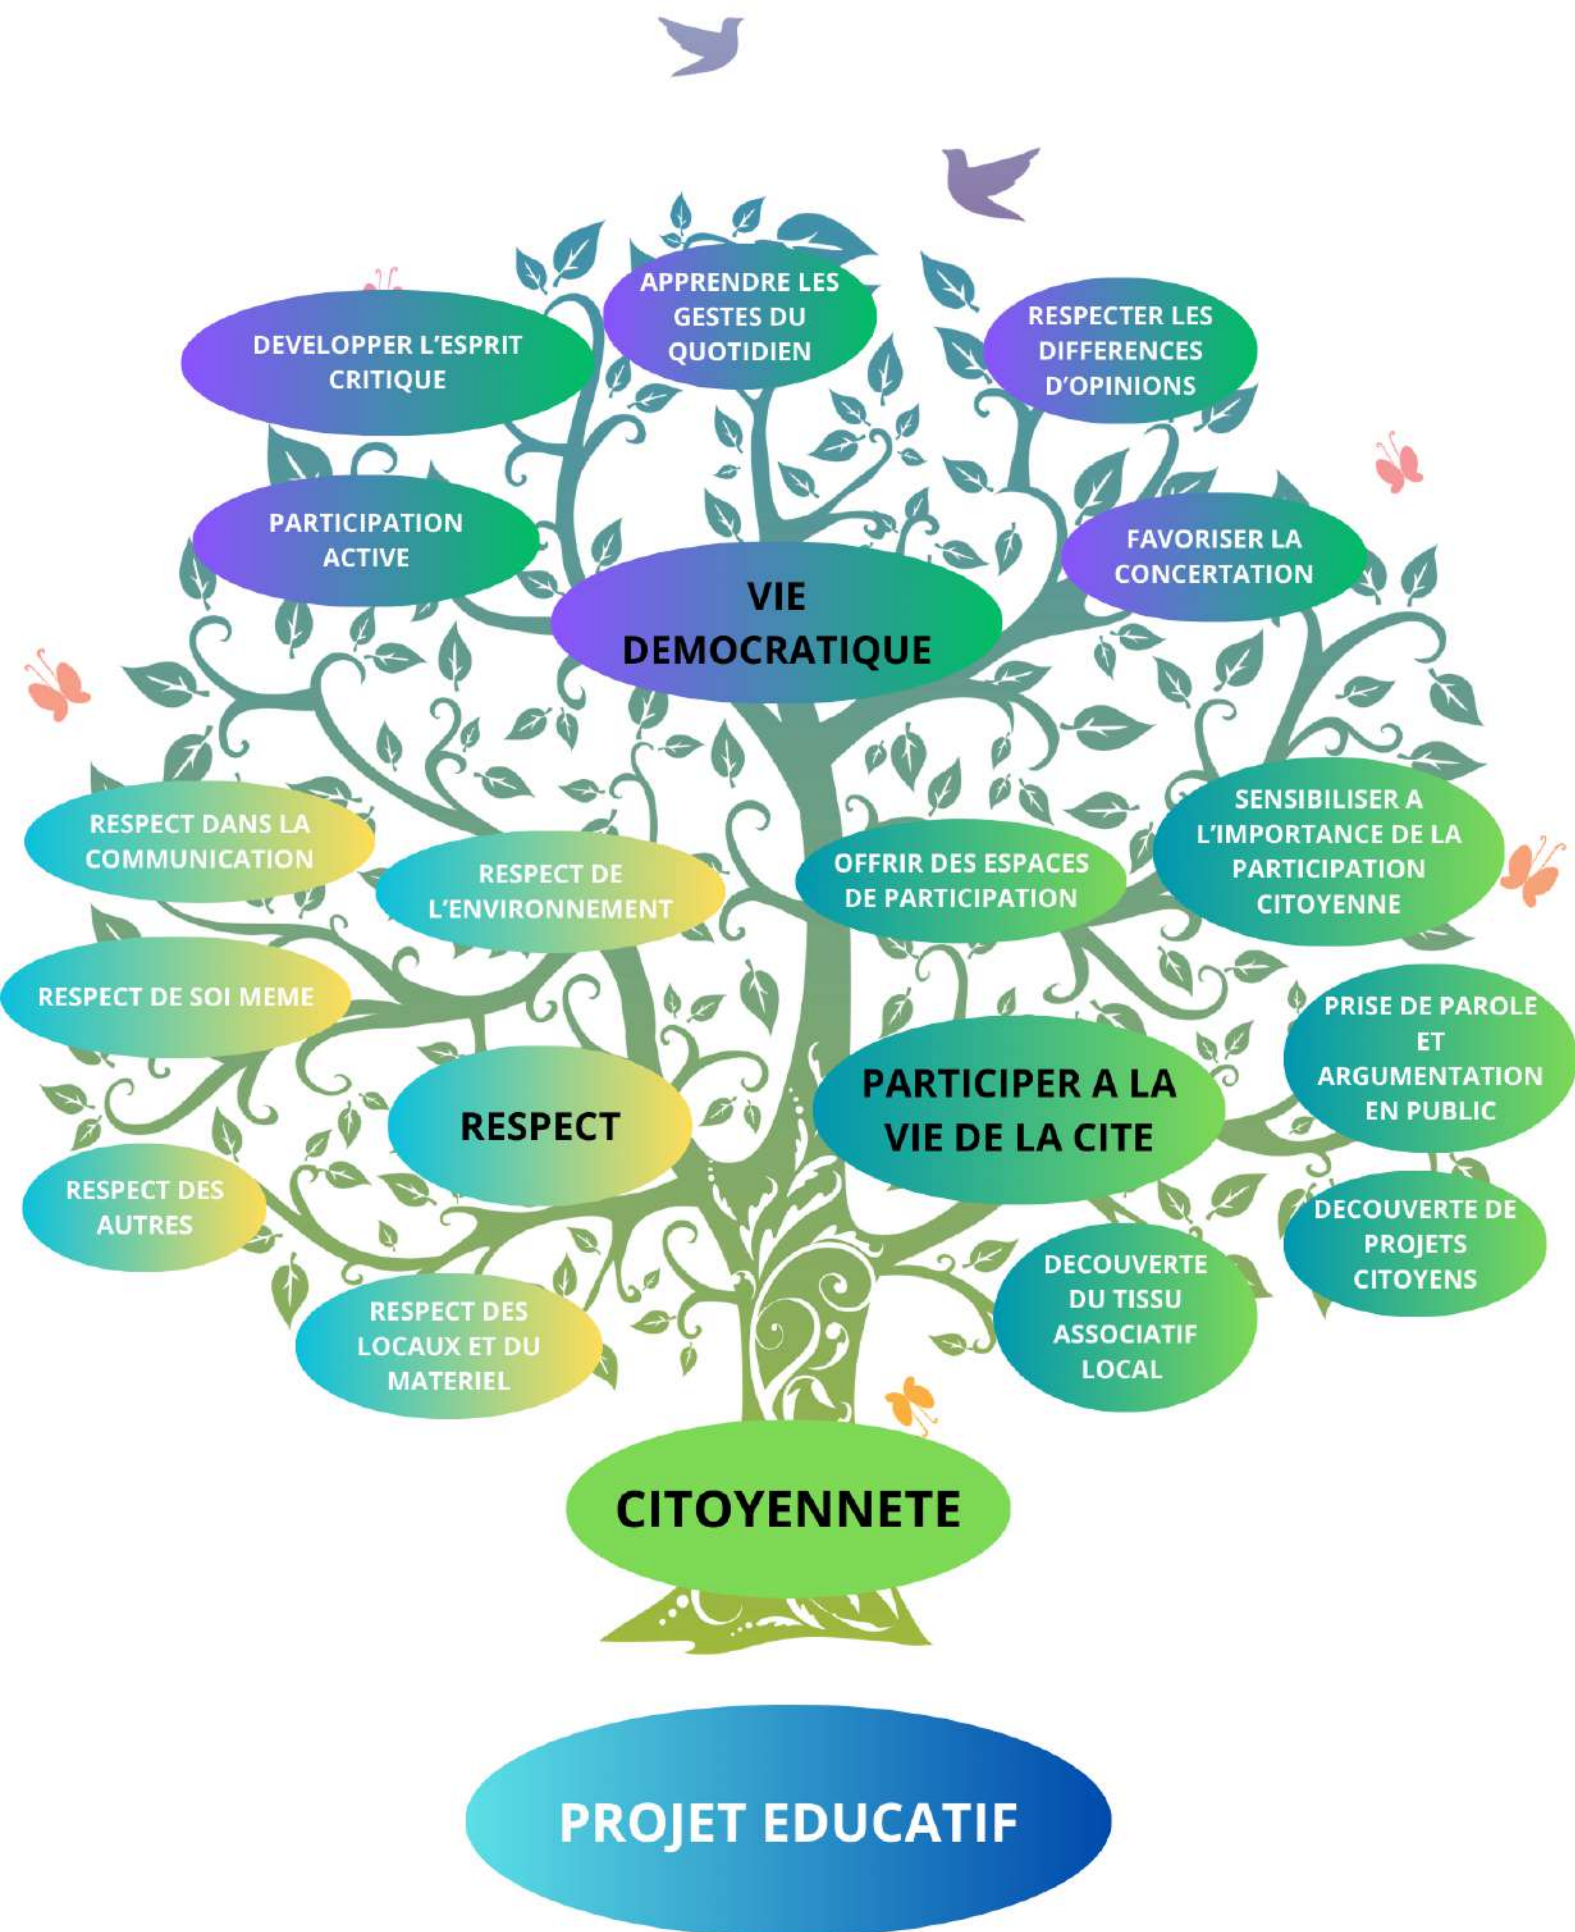 APPRENDRE LES
GESTES DU
QUOTIDIEN
DEVELOPPER L'ESPRIT
CRITIQUE
RESPECTER LES
DIFFERENCES
D'OPINIONS
PARTICIPATION
ACTIVE
FAVORISER LA
CONCERTATION
VIE
DEMOCRATIQUE
RESPECT DANS LA
COMMUNICATION
RESPECT DE
L'ENVIRONNEMENT
OFFRIR DES ESPACES
DE PARTICIPATION
SENSIBILISER A
L'IMPORTANCE DE LA
PARTICIPATION
CITOYENNE
RESPECT DE SOI MEME
PRISE DE PAROLE
ET
ARGUMENTATION
EN PUBLIC
RESPECT
PARTICIPER A LA
VIE DE LA CITE
RESPECT DES
AUTRES
DECOUVERTE DE
PROJETS
CITOYENS
RESPECT DES
LOCAUX ET DU
MATERIEL
DECOUVERTE
DU TISSU
ASSOCIATIF
LOCAL
CITOYENNETE
PROJET EDUCATIF